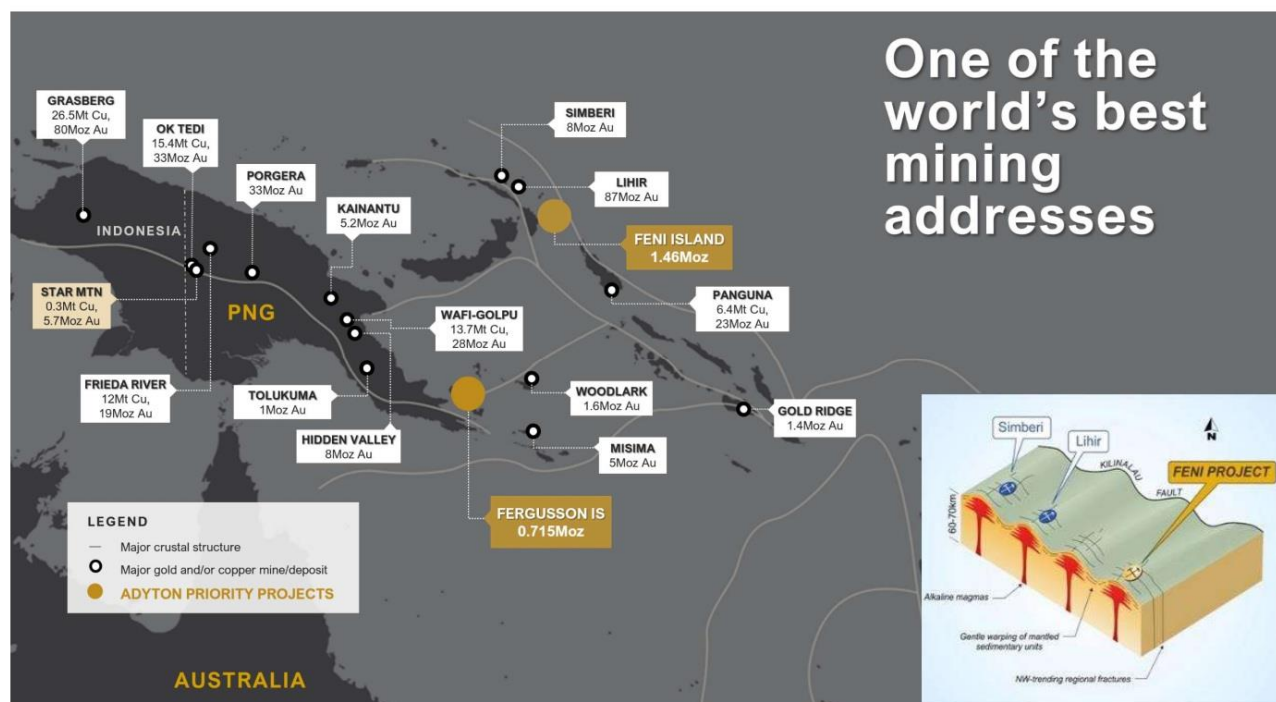 One of the
world's best
mining
addresses
GRASBERG
26.5Mt Cu,
80Moz Au
OK TEDI
15.4Mt Cu,
33Moz Au
PORGERA
33Moz Au
KAINANTU
5.2Moz Au
SIMBERI
8Moz Au
LIHIR
87Moz Au
FENI ISLAND
1.46Moz
INDONESIA
STAR MTN
0.3Mt Cu,
5.7Moz Au
PNG
WAFI-GOLPU
13.7Mt Cu,
28Moz Au
PANGUNA
6.4Mt Cu,
23Moz Au
FRIEDA RIVER
12Mt Cu,
19Moz Au
TOLUKUMA
1Moz Au
HIDDEN VALLEY
8Moz Au
WOODLARK
1.6Moz Au
MISIMA
5Moz Au
GOLD RIDGE
1.4Moz Au
FERGUSSON IS
0.715Moz
LEGEND
Major crustal structure
Major gold and/or copper mine/deposit
ADYTON PRIORITY PROJECTS
AUSTRALIA
Simberi
Lihir
N
KILINALAU
FAULT
FENI PROJECT
60-70km
Alkaline magmas
Gentle warping of mantled
sedimentary units
NW-trending regional fractures